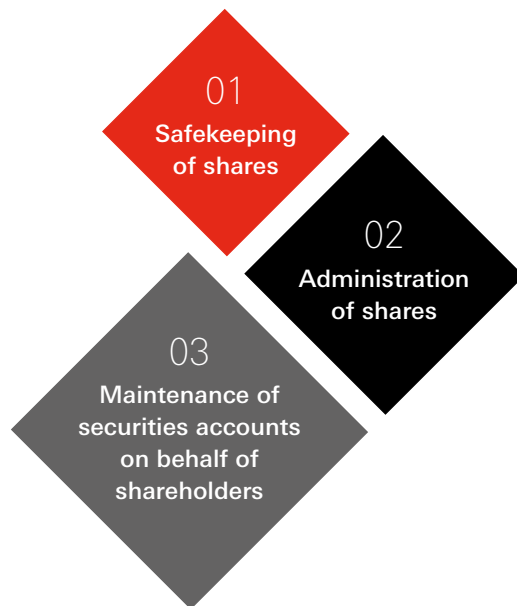 01
Safekeeping
of shares
02
Administration
of shares
03
Maintenance of
securities accounts
on behalf of
shareholders